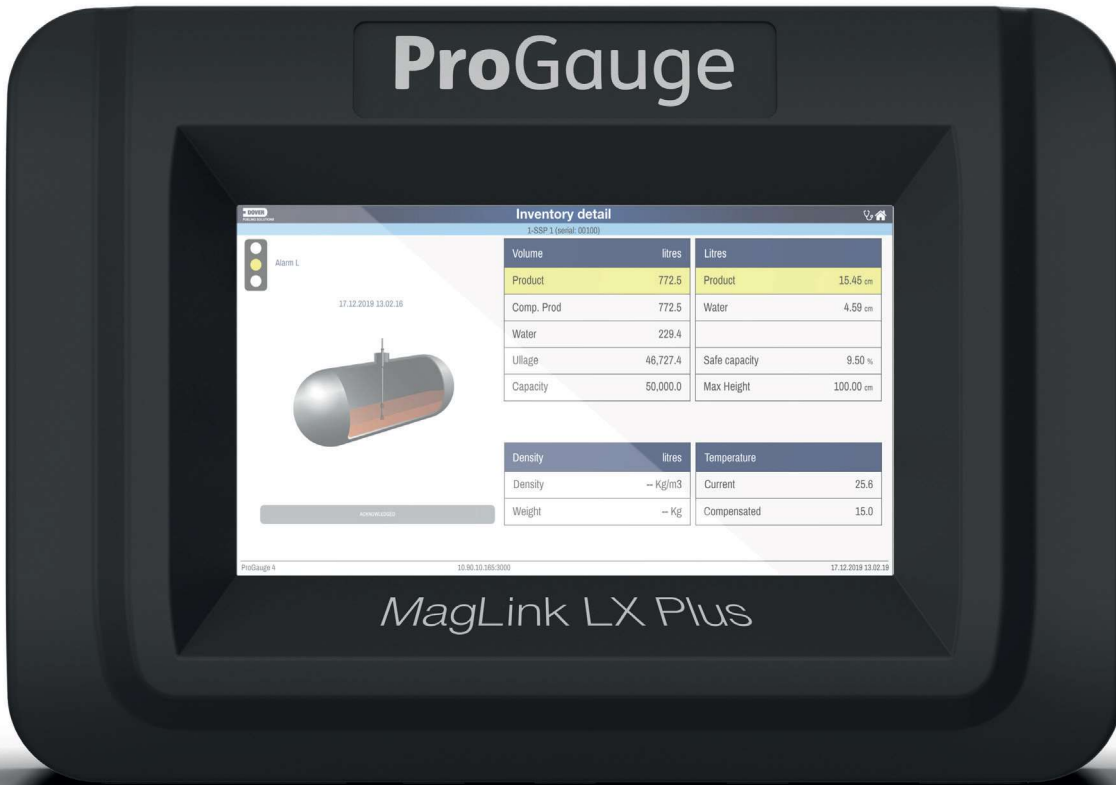 ProGauge
DOVER
Inventory detail
1-SSP 1 (serial: 00100)
Alarm L
17.12.2019 13.02.16
Volume litres
Product 772.5
Comp. Prod 772.5
Water 229.4
Ullage 46,727.4
Capacity 50,000.0
Litres
Product 15.45 cm
Water 4.59 cm
Safe capacity 9.50 %
Max Height 100.00 cm
Density litres
Density -- Kg/m3
Weight -- Kg
Temperature
Current 25.6
Compensated 15.0
ProGauge 4
10.90.10.165:3000
17.12.2019 13.02.19
MagLink LX Plus